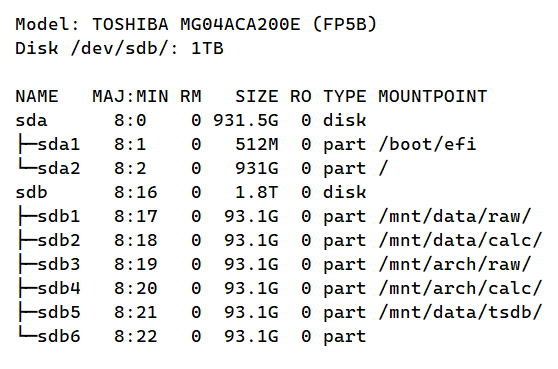 Model: TOSHIBA MG04ACA200E (FP5B)
Disk /dev/sdb/: 1TB

NAME   MAJ:MIN RM   SIZE RO TYPE MOUNTPOINT
sda      8:0    0 931.5G  0 disk
├─sda1   8:1    0   512M  0 part /boot/efi
└─sda2   8:2    0   931G  0 part /
sdb      8:16   0   1.8T  0 disk
├─sdb1   8:17   0  93.1G  0 part /mnt/data/raw/
├─sdb2   8:18   0  93.1G  0 part /mnt/data/calc/
├─sdb3   8:19   0  93.1G  0 part /mnt/arch/raw/
├─sdb4   8:20   0  93.1G  0 part /mnt/arch/calc/
├─sdb5   8:21   0  93.1G  0 part /mnt/data/tsdb/
└─sdb6   8:22   0  93.1G  0 part